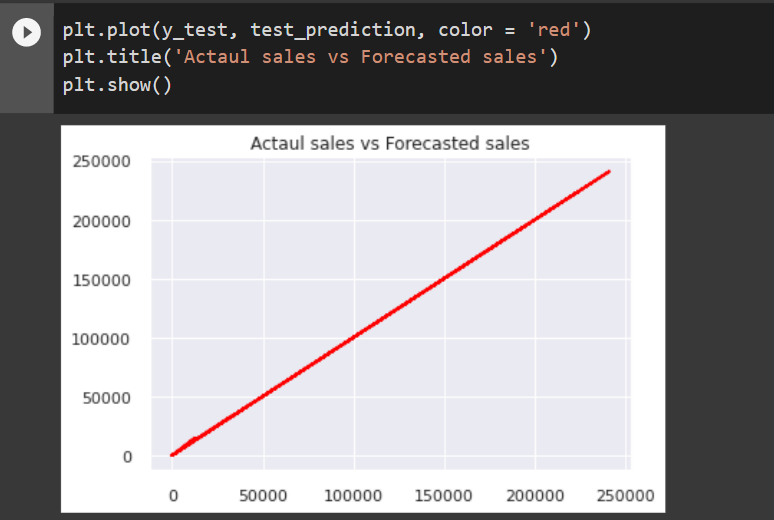 plt.plot(y_test, test_prediction, color = 'red')
plt.title('Actaul sales vs Forecasted sales')
plt.show()
Actaul sales vs Forecasted sales
250000
200000
150000
100000
50000
0
0 50000 100000 150000 200000 250000